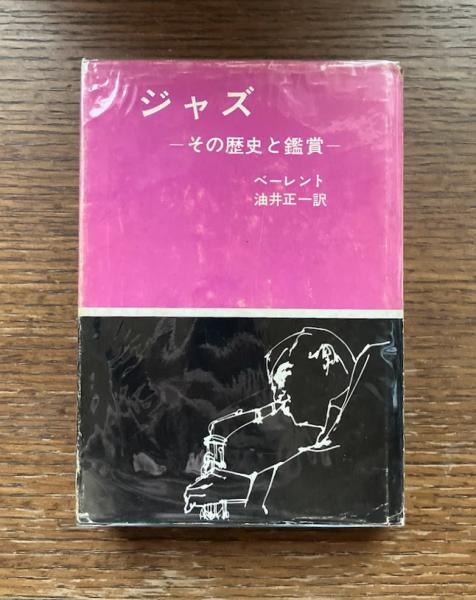 ジャズ
—その歴史と鑑賞—
ベーレント
油井正一訳